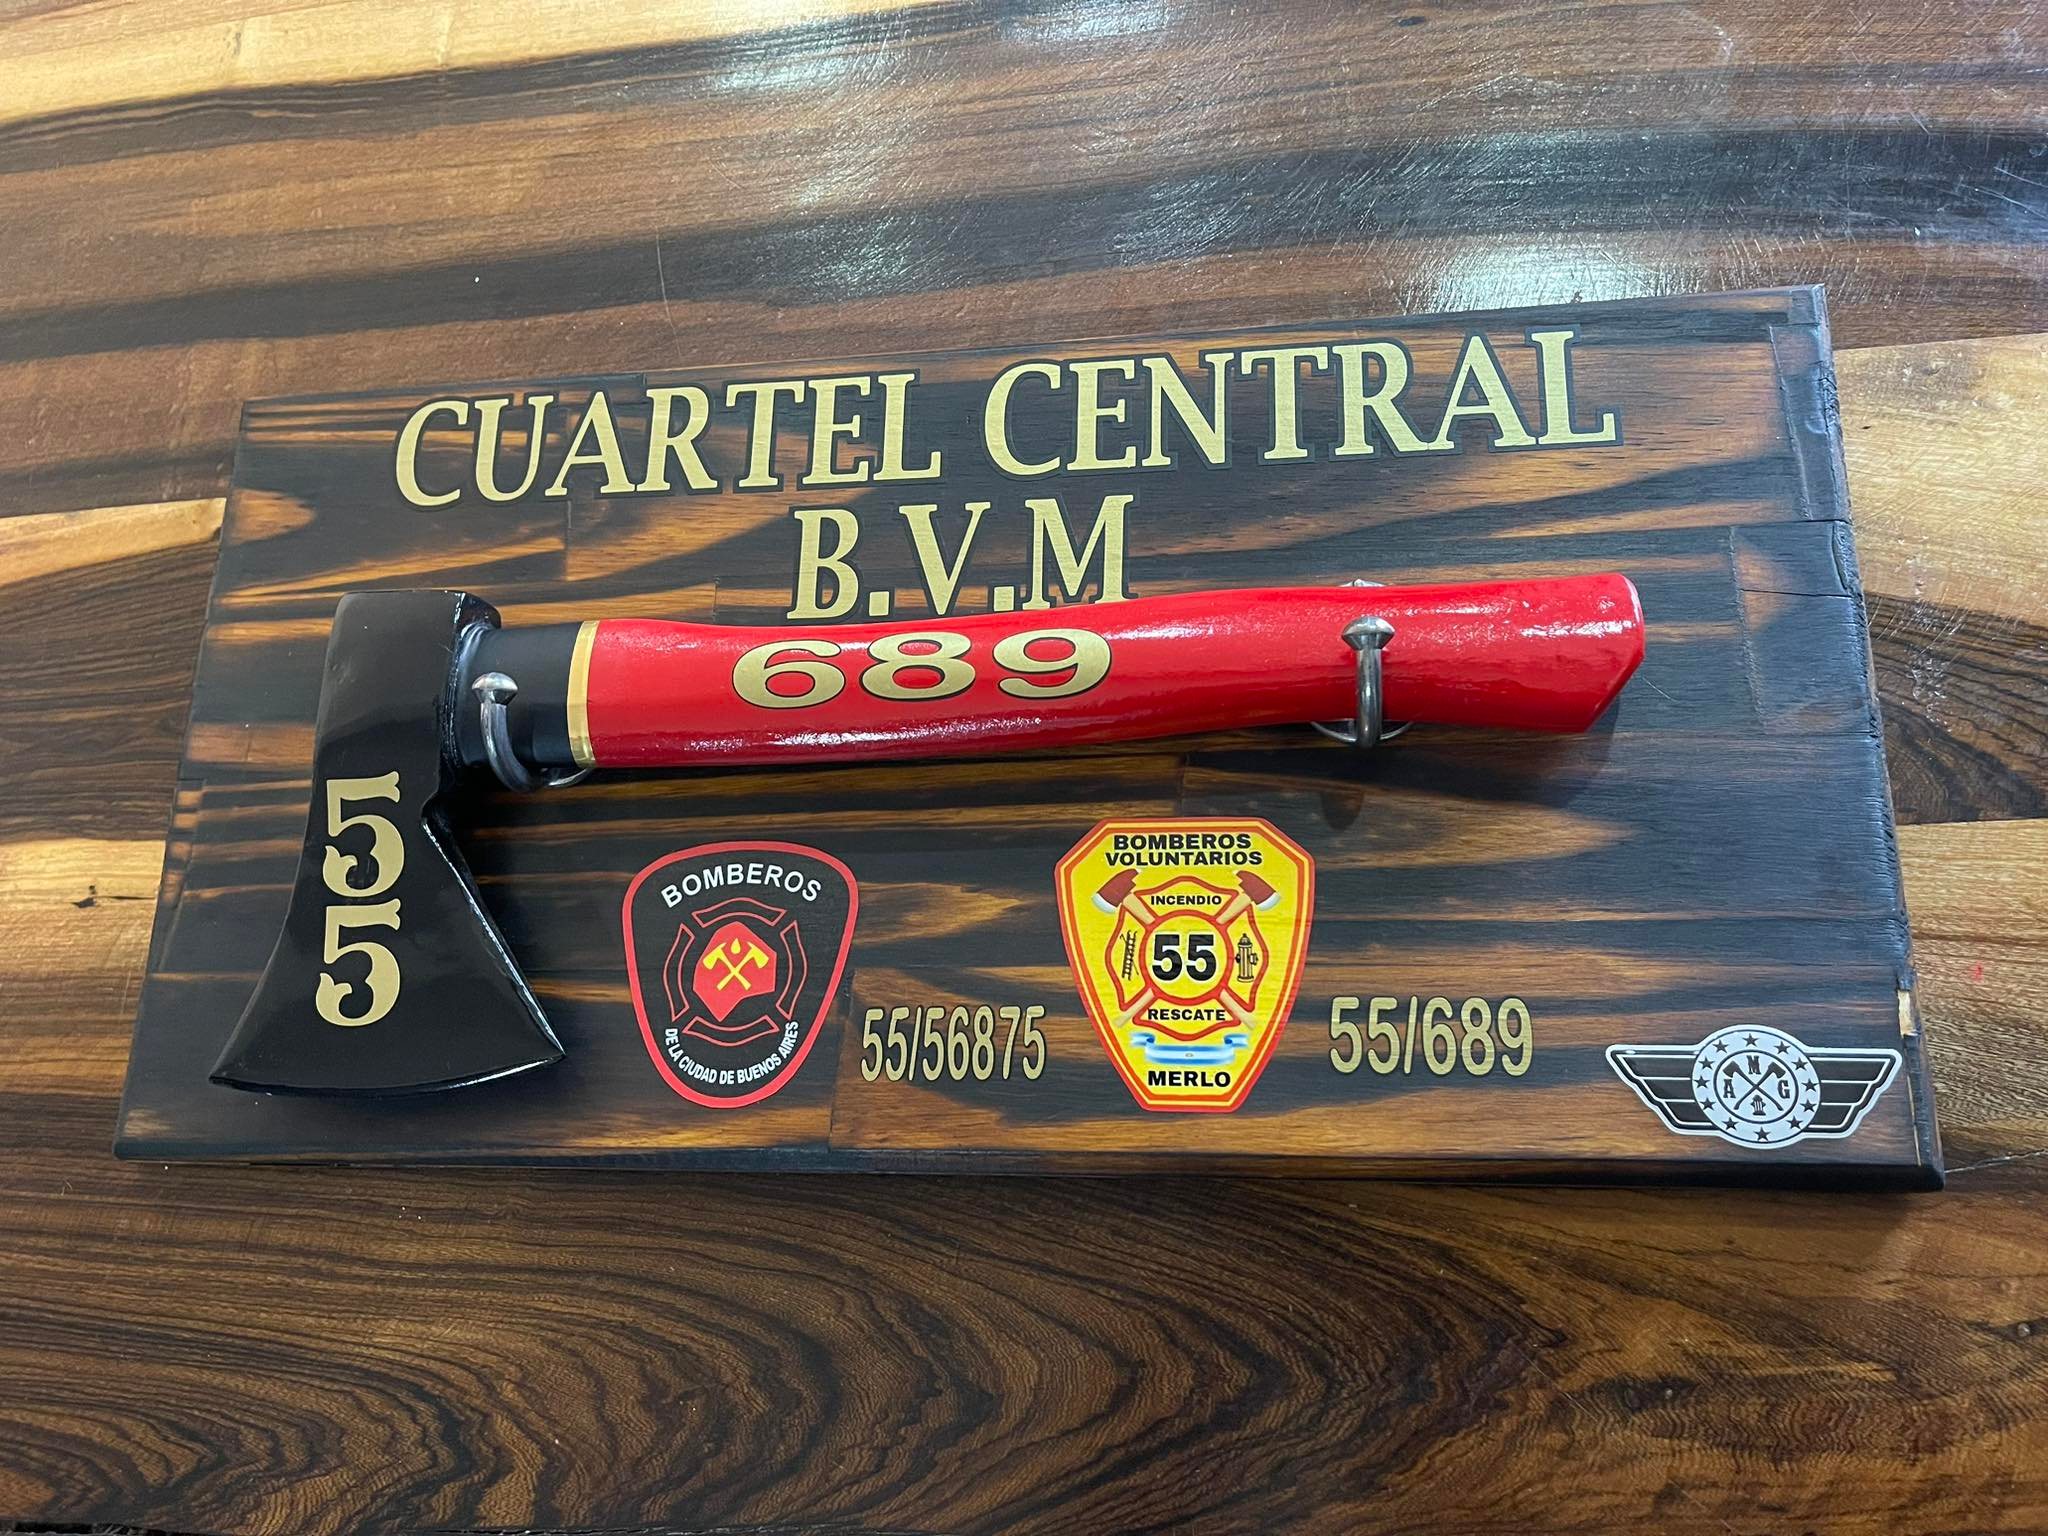 CUARTEL CENTRAL
B.V.M
689
55
BOMBEROS
DE LA CIUDAD DE BUENOS AIRES
55/56875
BOMBEROS
VOLUNTARIOS
INCENDIO
55
RESCATE
MERLO
55/689
A M G